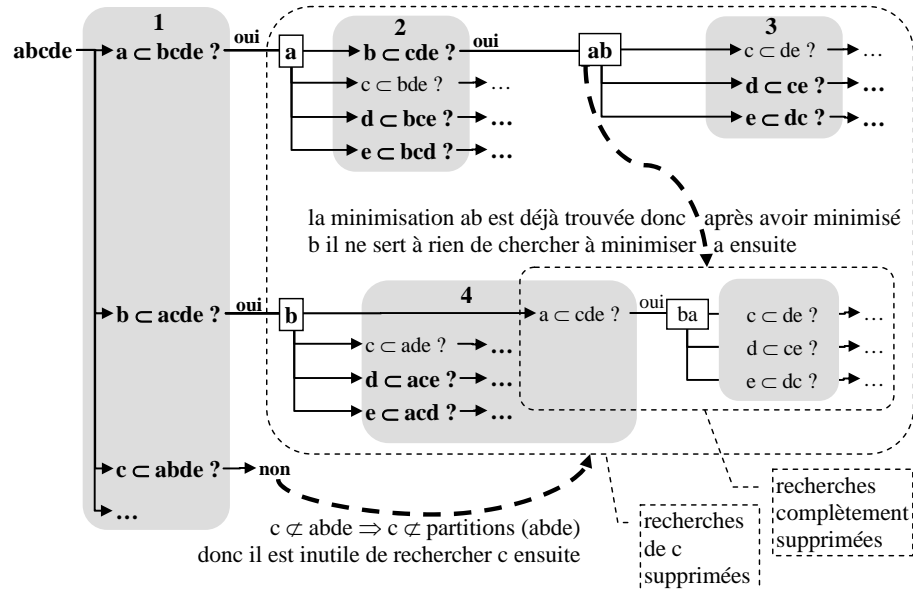 1
2
3
abcde
a ⊂ bcde ?
oui
a
b ⊂ cde ?
oui
ab
c ⊂ de ?
...
c ⊂ bde ?
...
d ⊂ ce ?
...
d ⊂ bce ?
...
e ⊂ dc ?
...
e ⊂ bcd ?
...
la minimisation ab est déjà trouvée donc après avoir minimisé
b il ne sert à rien de chercher à minimiser a ensuite
4
b ⊂ acde ?
oui
b
a ⊂ cde ?
oui
ba
c ⊂ de ?
...
c ⊂ ade ?
...
d ⊂ ce ?
...
d ⊂ ace ?
...
e ⊂ dc ?
...
e ⊂ acd ?
...
c ⊂ abde ?
non
...
c ⊄ abde ⇒ c ⊄ partitions (abde)
donc il est inutile de rechercher c ensuite
recherches
de c
supprimées
recherches
complètement
supprimées